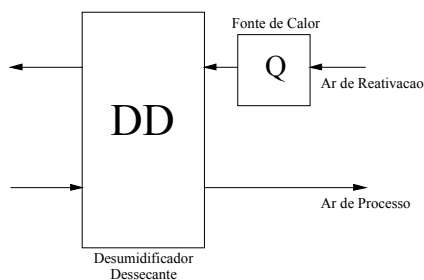 Fonte de Calor
Q
Ar de Reativacao
DD
Ar de Processo
Desumidificador
Dessecante